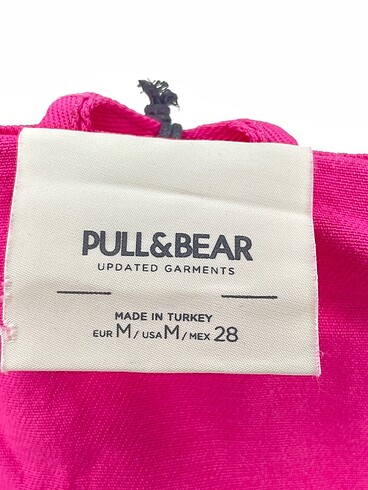 PULL&BEAR
UPDATED GARMENTS
MADE IN TURKEY
EUR M / USA M / MEX 28